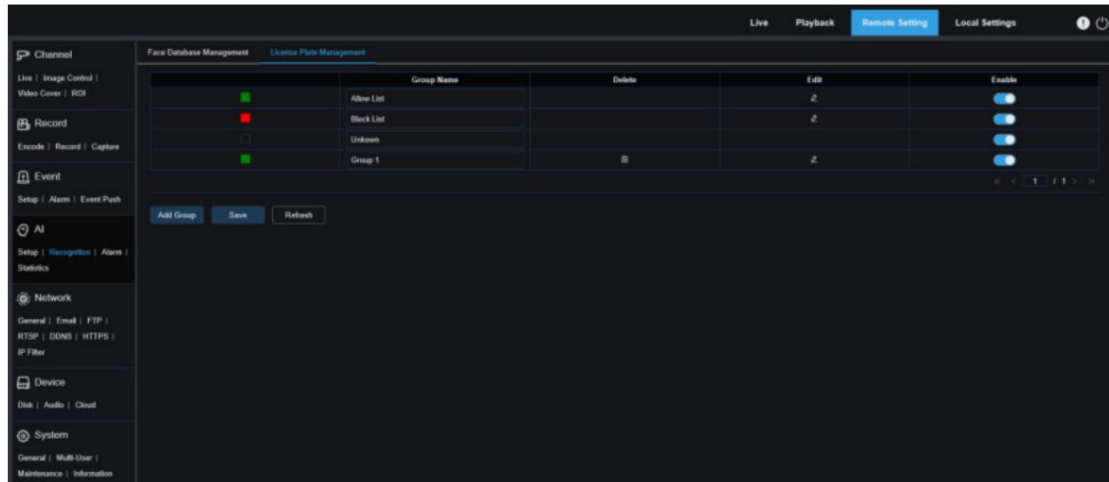 Live Playback Remote Setting Local Settings
Channel
Live | Image Control |
Video Cover | ROI
Record
Encode | Record | Capture
Event
Setup | Alarm | Event Push
AI
Setup | Recognition | Alarm |
Statistics
Network
General | Email | FTP |
RTSP | DDNS | HTTPS |
IP Filter
Device
Disk | Audio | Cloud
System
General | Multi-User |
Maintenance | Information
Face Database Management License Plate Management
Group Name Delete Edit Enable
Allow List
Block List
Unkown
Group 1
1 / 1
Add Group Save Refresh